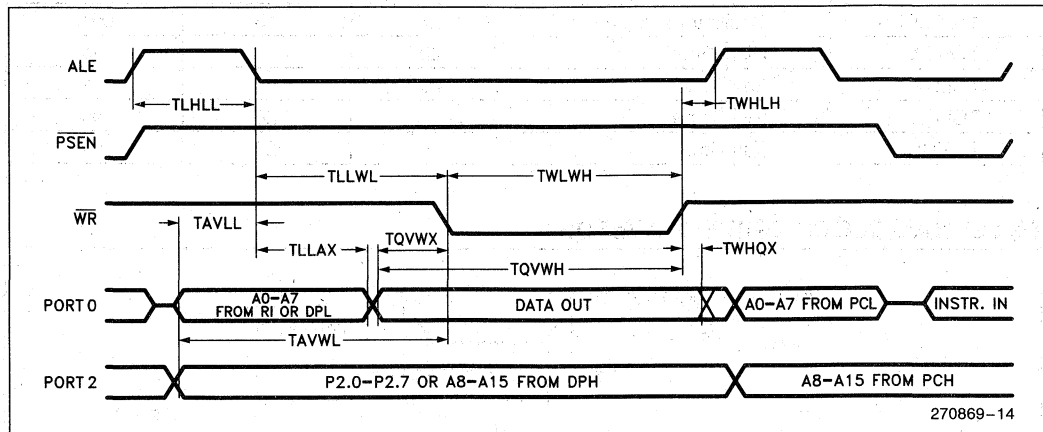 ALE
TLHLL
TWHLH
PSEN
TLLWL
TWLWH
WR
TAVLL
TQVWX
TLLAX
TWHQX
TQVWH
PORT 0
A0-A7
FROM RI OR DPL
DATA OUT
A0-A7 FROM PCL
INSTR. IN
TAVWL
PORT 2
P2.0-P2.7 OR A8-A15 FROM DPH
A8-A15 FROM PCH
270869-14